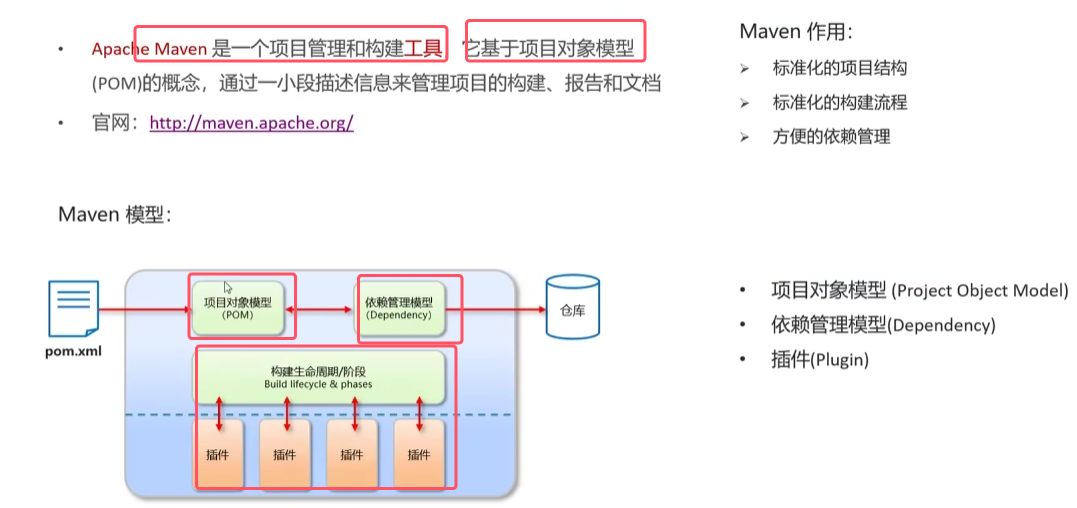 • Apache Maven 是一个项目管理和构建工具，它基于项目对象模型
(POM)的概念，通过一小段描述信息来管理项目的构建、报告和文档
• 官网：http://maven.apache.org/
Maven 作用：
➢ 标准化的项目结构
➢ 标准化的构建流程
➢ 方便的依赖管理
Maven 模型：
pom.xml
项目对象模型
(POM)
依赖管理模型
(Dependency)
仓库
构建生命周期/阶段
Build lifecycle & phases
插件
插件
插件
插件
• 项目对象模型 (Project Object Model)
• 依赖管理模型(Dependency)
• 插件(Plugin)